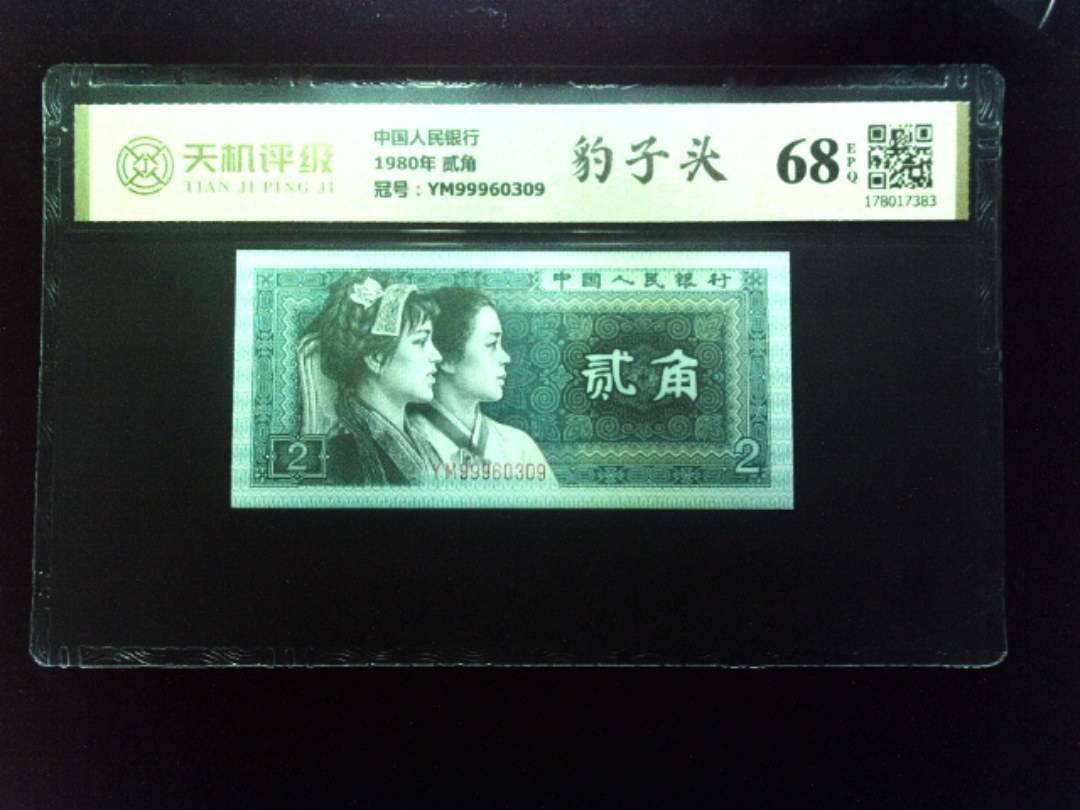 天机评级
TIAN JI PING JI
中国人民银行
1980年 贰角
冠号：YM99960309
豹子头
68
EPQ
178017383
中国人民银行
贰角
2
YM99960309
2